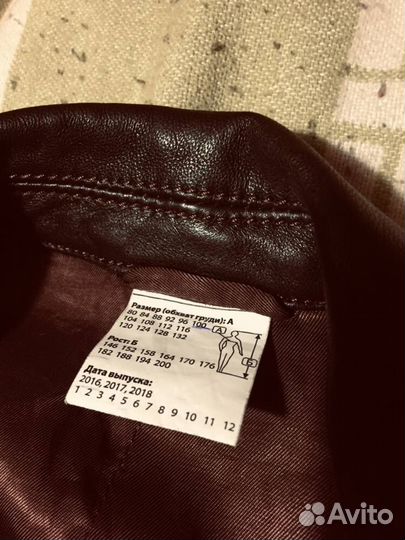 Размер (обхват груди): А
80 84 88 92 96 100
104 108 112 116
120 124 128 132
А
Рост: Б
146 152 158 164 170 176
182 188 194 200
Б
Дата выпуска:
2016, 2017, 2018
1 2 3 4 5 6 7 8 9 10 11 12
Avito